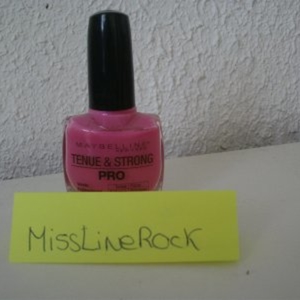 MAYBELLINE
TENUE & STRONG
PRO
MissLineRock